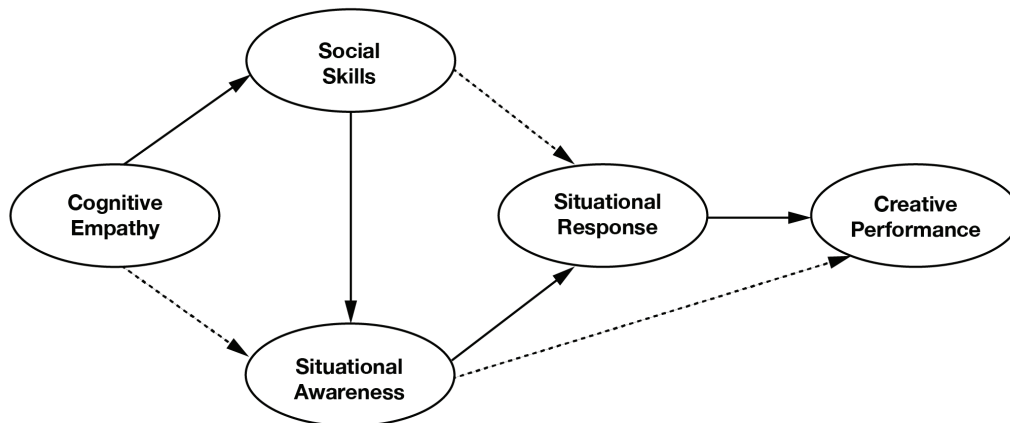 Social
Skills
Cognitive
Empathy
Situational
Response
Creative
Performance
Situational
Awareness